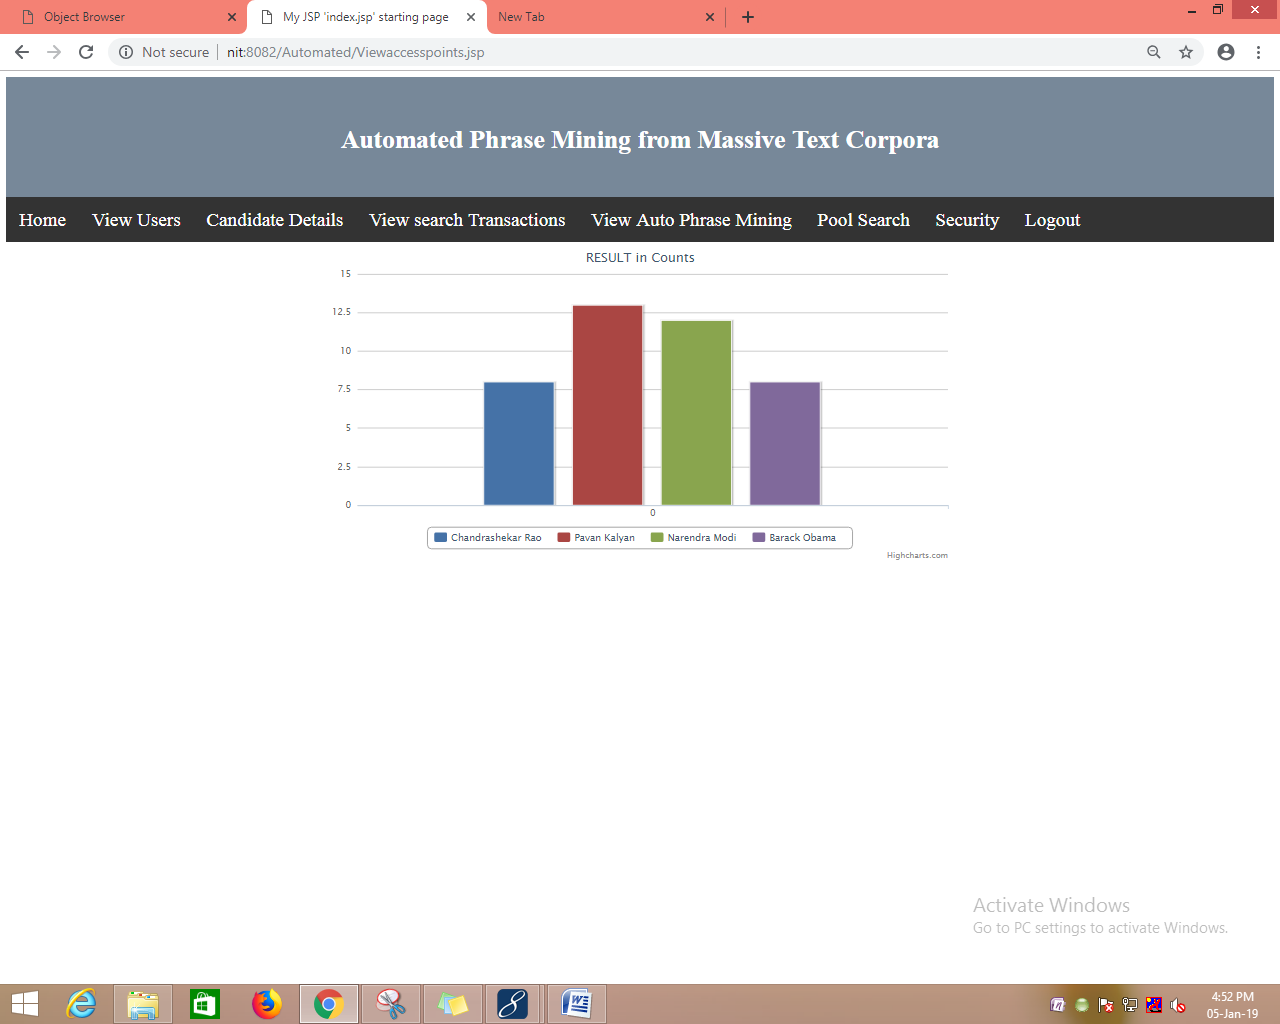 Object Browser
My JSP 'index.jsp' starting page
New Tab
Not secure
nit:8082/Automated/Viewaccesspoints.jsp
Automated Phrase Mining from Massive Text Corpora
Home View Users Candidate Details View search Transactions View Auto Phrase Mining Pool Search Security Logout
RESULT in Counts
15
12.5
10
7.5
5
2.5
0
0
Chandrashekar Rao Pavan Kalyan Narendra Modi Barack Obama
Highcharts.com
Activate Windows
Go to PC settings to activate Windows.
4:52 PM
05-Jan-19